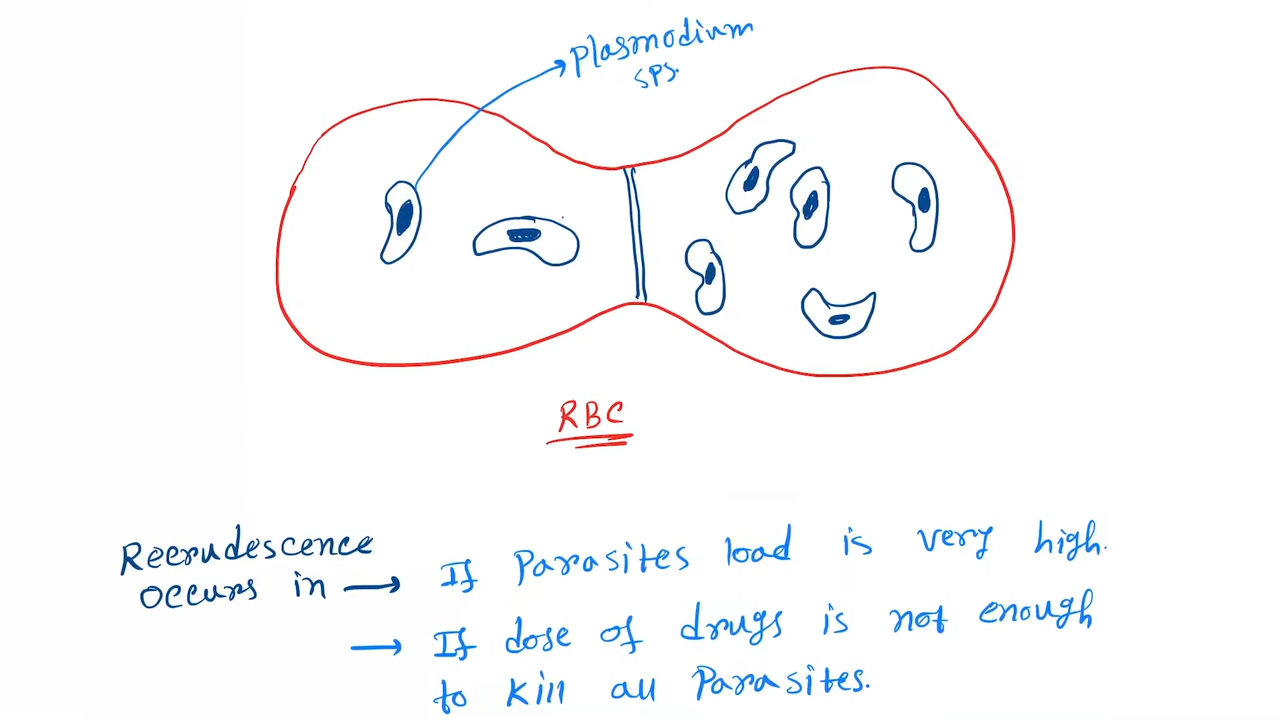 Plasmodium
sps.
RBC
Recrudescence
occurs in → If Parasites load is very high.
→ If dose of drugs is not enough
to kill all Parasites.